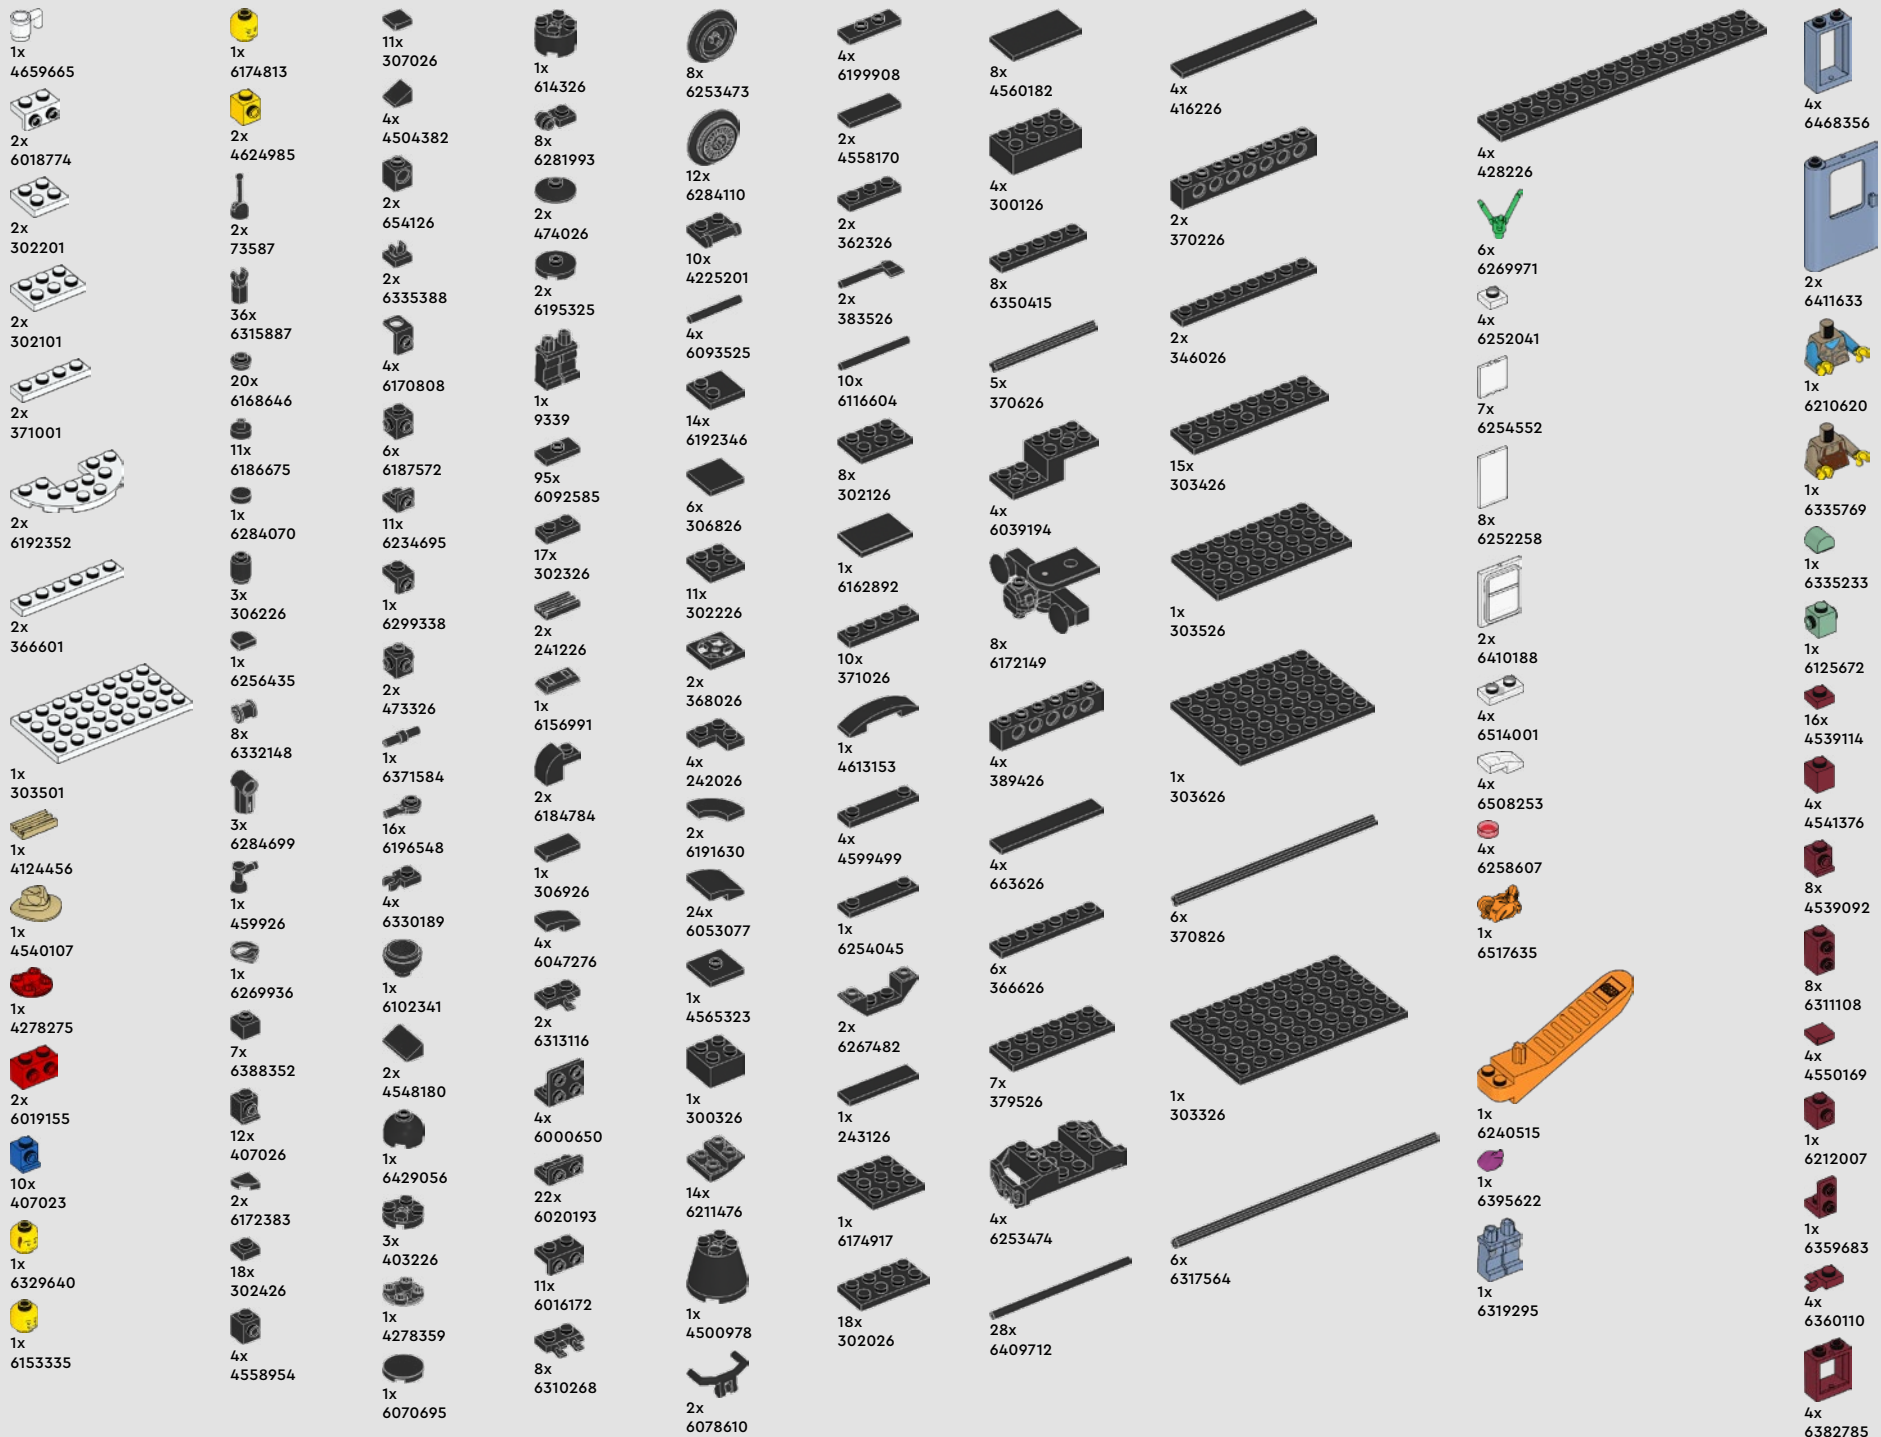 1x
4659665
2x
6018774
2x
302201
2x
302101
2x
371001
2x
6192352
2x
366601
1x
303501
1x
4124456
1x
4540107
1x
4278275
2x
6019155
10x
407023
1x
6329640
1x
6153335
1x
6174813
2x
4624985
2x
73587
36x
6315887
20x
6168646
11x
6186675
1x
6284070
3x
306226
1x
6256435
8x
6332148
3x
6284699
1x
459926
1x
6269936
7x
6388352
12x
407026
2x
6172383
18x
302426
4x
4558954
11x
307026
4x
4504382
2x
654126
2x
6335388
4x
6170808
6x
6187572
11x
6234695
1x
6299338
2x
473326
1x
6371584
16x
6196548
4x
6330189
1x
6102341
2x
4548180
1x
6429056
3x
403226
1x
4278359
1x
6070695
1x
614326
8x
6281993
2x
474026
2x
6195325
1x
9339
95x
6092585
17x
302326
2x
241226
1x
6156991
2x
6184784
1x
306926
4x
6047276
2x
6313116
4x
6000650
22x
6020193
11x
6016172
8x
6310268
8x
6253473
12x
6284110
10x
4225201
4x
6093525
14x
6192346
6x
306826
11x
302226
2x
368026
4x
242026
2x
6191630
24x
6053077
1x
4565323
1x
300326
14x
6211476
1x
4500978
2x
6078610
4x
6199908
2x
4558170
2x
362326
2x
383526
10x
6116604
8x
302126
1x
6162892
10x
371026
1x
4613153
4x
4599499
1x
6254045
2x
6267482
1x
243126
1x
6174917
18x
302026
8x
4560182
4x
300126
8x
6350415
5x
370626
4x
6039194
8x
6172149
4x
389426
4x
663626
6x
366626
7x
379526
4x
6253474
28x
6409712
4x
416226
2x
370226
2x
346026
15x
303426
1x
303526
1x
303626
6x
370826
1x
303326
6x
6317564
4x
428226
6x
6269971
4x
6252041
7x
6254552
8x
6252258
2x
6410188
4x
6514001
4x
6508253
4x
6258607
1x
6517635
1x
6240515
1x
6395622
1x
6319295
4x
6468356
2x
6411633
1x
6210620
1x
6335769
1x
6335233
1x
6125672
16x
4539114
4x
4541376
8x
4539092
8x
6311108
4x
4550169
1x
6212007
1x
6359683
4x
6360110
4x
6382785